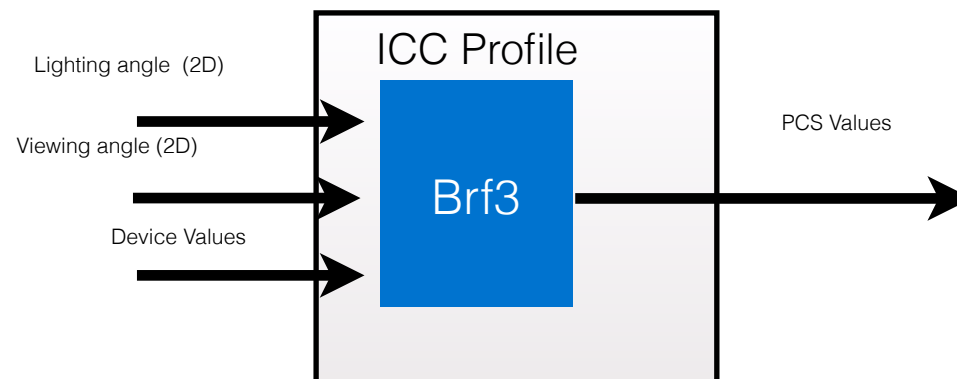 ICC Profile
Lighting angle (2D)
Viewing angle (2D)
Device Values
Brf3
PCS Values